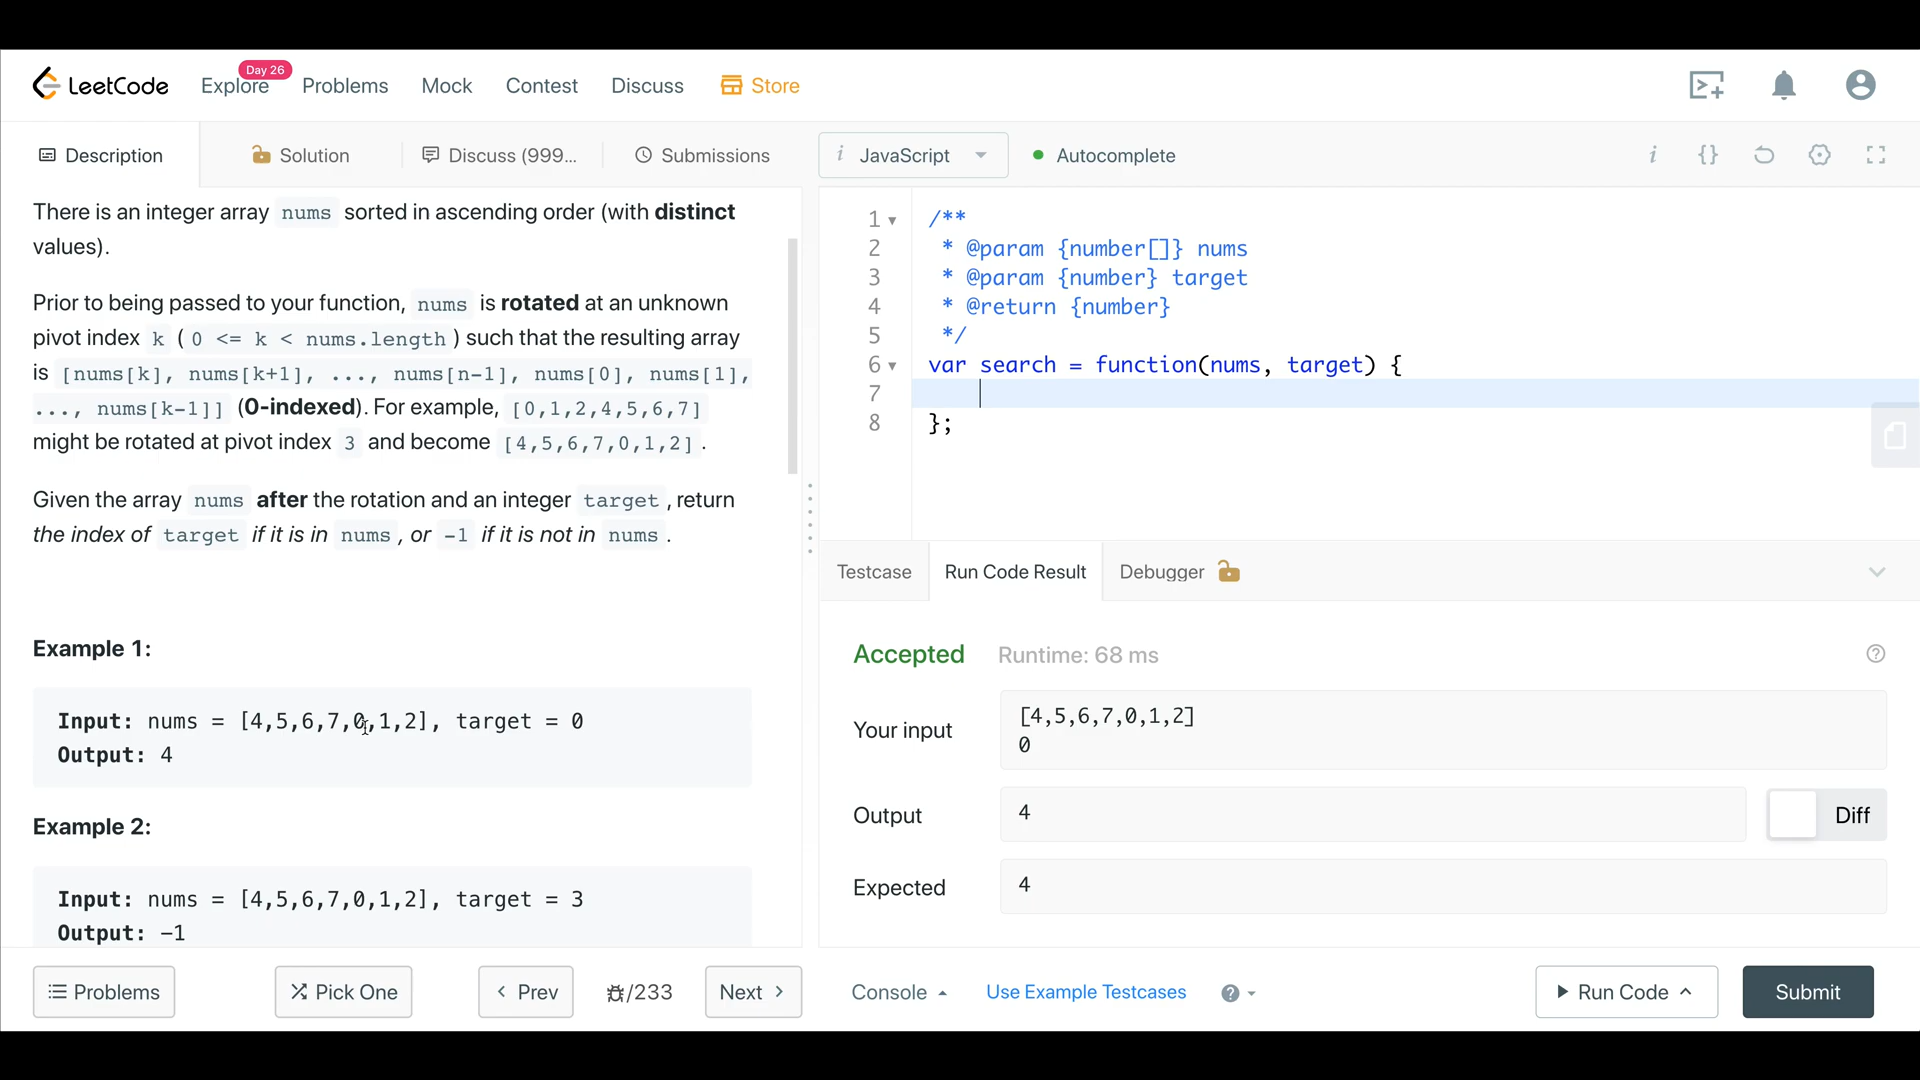 LeetCode
Explore
Day 26
Problems
Mock
Contest
Discuss
Store
Description
Solution
Discuss (999...
Submissions
i JavaScript
Autocomplete
i {}
There is an integer array nums sorted in ascending order (with distinct
values).
Prior to being passed to your function, nums is rotated at an unknown
pivot index k ( 0 <= k < nums.length ) such that the resulting array
is [nums[k], nums[k+1], ..., nums[n-1], nums[0], nums[1],
..., nums[k-1]] (0-indexed). For example, [0,1,2,4,5,6,7]
might be rotated at pivot index 3 and become [4,5,6,7,0,1,2] .
Given the array nums after the rotation and an integer target , return
the index of target if it is in nums , or -1 if it is not in nums .
Example 1:
Input: nums = [4,5,6,7,0,1,2], target = 0
Output: 4
Example 2:
Input: nums = [4,5,6,7,0,1,2], target = 3
Output: -1
1 /**
2 * @param {number[]} nums
3 * @param {number} target
4 * @return {number}
5 */
6 var search = function(nums, target) {
7
8 };
Testcase
Run Code Result
Debugger
Accepted
Runtime: 68 ms
?
Your input
[4,5,6,7,0,1,2]
0
Output
4
Diff
Expected
4
Problems
Pick One
Prev
/233
Next
Console
Use Example Testcases
?
Run Code
Submit